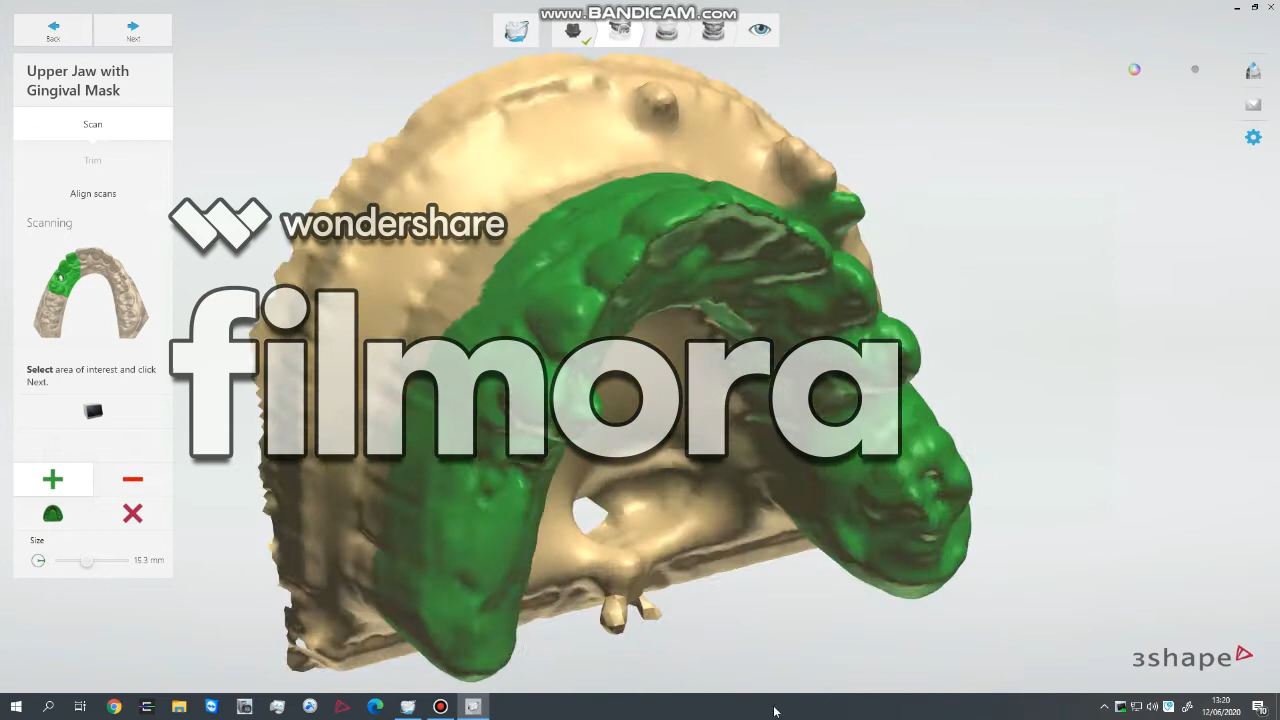 www.BANDICAM.com
Back
Next
Upper Jaw with
Gingival Mask
Scan
Trim
Align scans
Scanning
wondershare
filmora
Select area of interest and click
Next.
Size
15.3 mm
3shape
13:20
12/06/2020
10